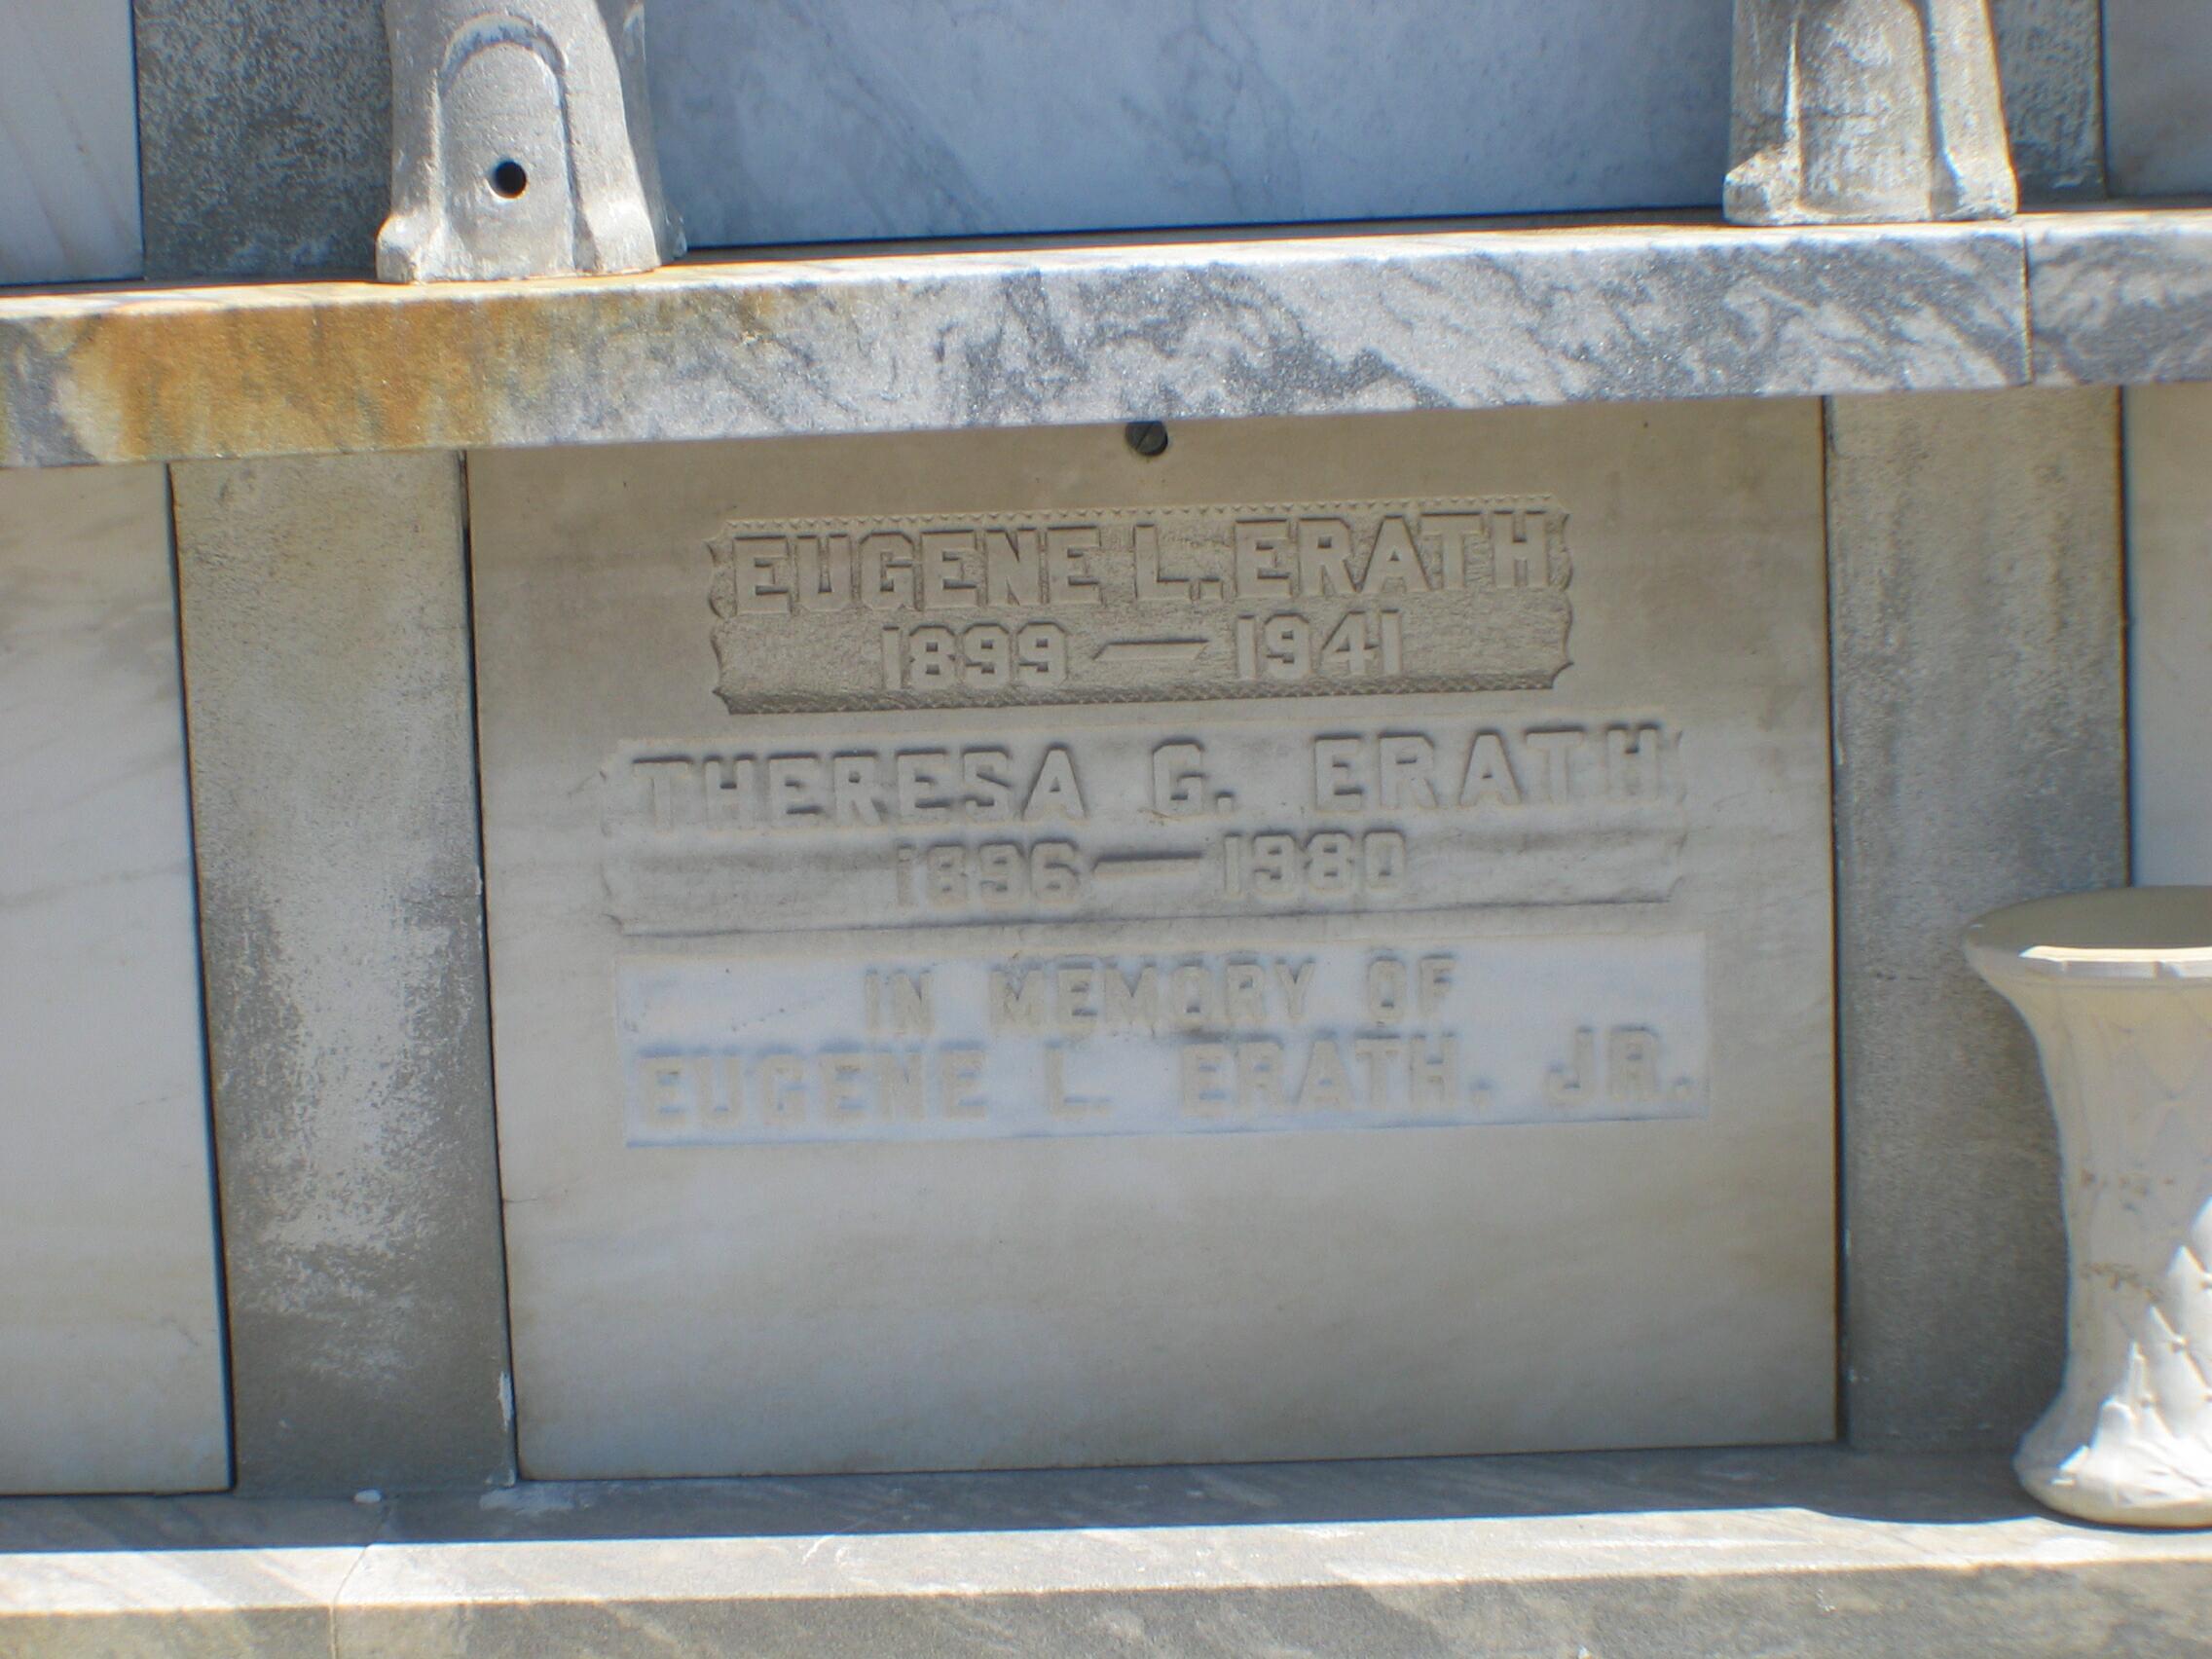 EUGENE L. ERATH
1899 — 1941
THERESA G. ERATH
1896 — 1980
IN MEMORY OF
EUGENE L. ERATH, JR.